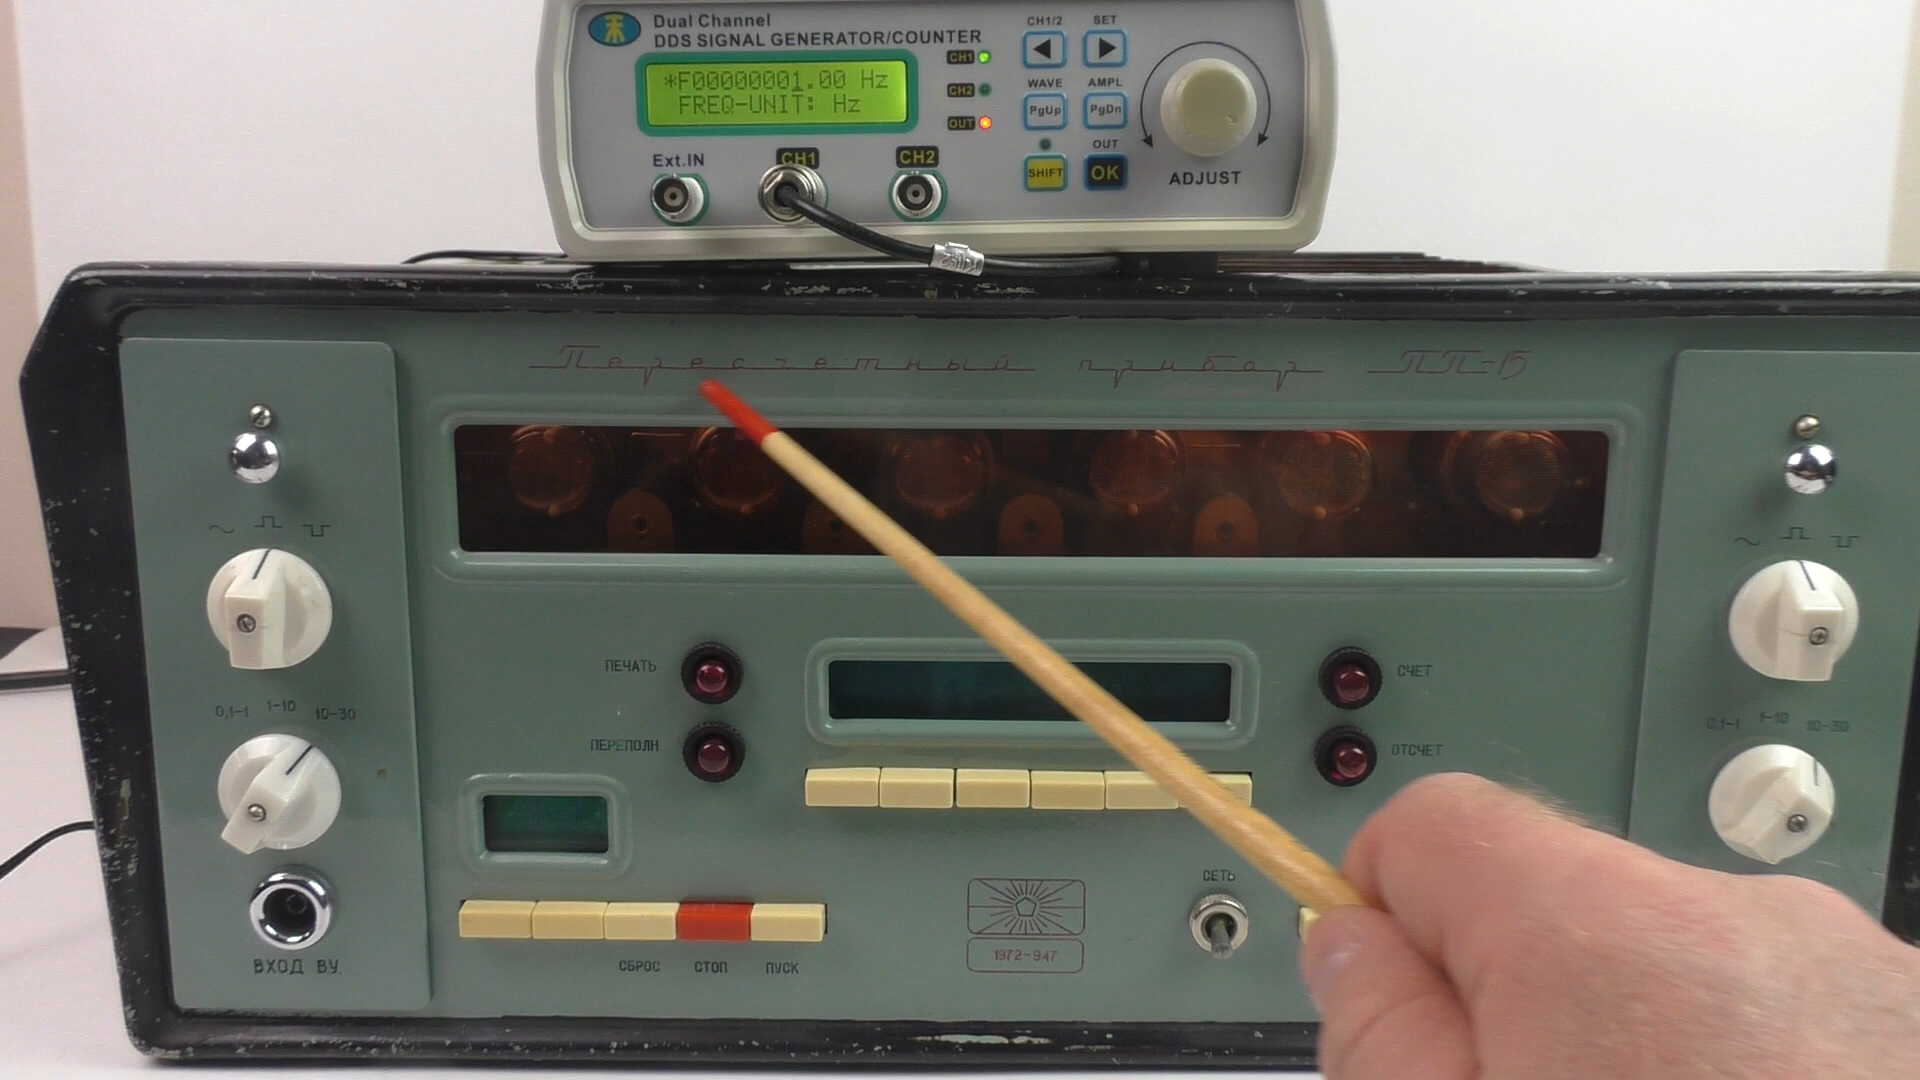 Dual Channel
DDS SIGNAL GENERATOR/COUNTER
*F00000001.00 Hz
FREQ-UNIT: Hz
CH1
CH2
OUT
CH1/2
SET
WAVE
AMPL
PgUp
PgDn
OUT
SHIFT
OK
ADJUST
Ext.IN
CH1
CH2
Пересчетный прибор ПП-15
0,1-1 1-10 10-30
ВХОД ВУ.
ПЕЧАТЬ
ПЕРЕПОЛН
СЧЕТ
ОТСЧЕТ
0,1-1 1-10 10-30
СБРОС СТОП ПУСК
СЕТЬ
1972-947